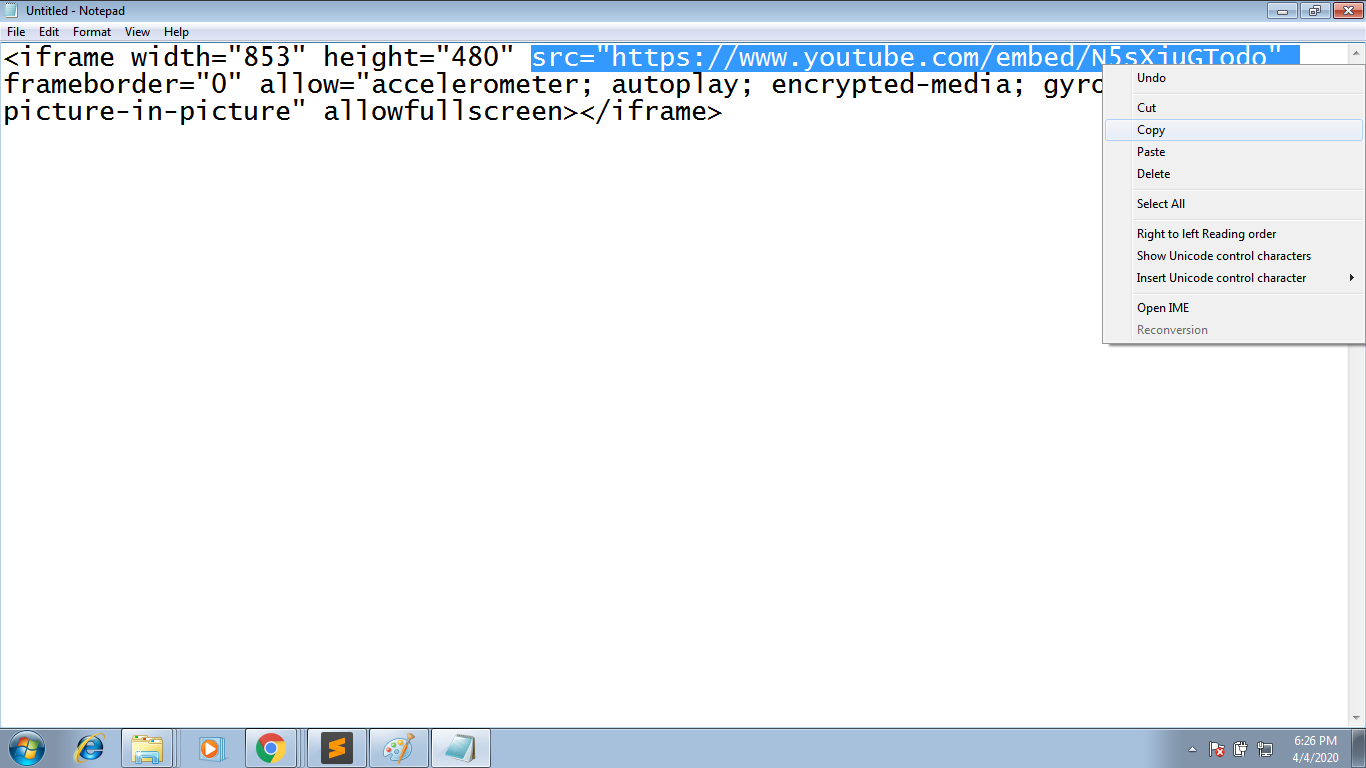 Untitled - Notepad
File Edit Format View Help
<iframe width="853" height="480" src="https://www.youtube.com/embed/N5sXiuGTodo"
frameborder="0" allow="accelerometer; autoplay; encrypted-media; gyro
picture-in-picture" allowfullscreen></iframe>
Undo
Cut
Copy
Paste
Delete
Select All
Right to left Reading order
Show Unicode control characters
Insert Unicode control character
Open IME
Reconversion
6:26 PM
4/4/2020